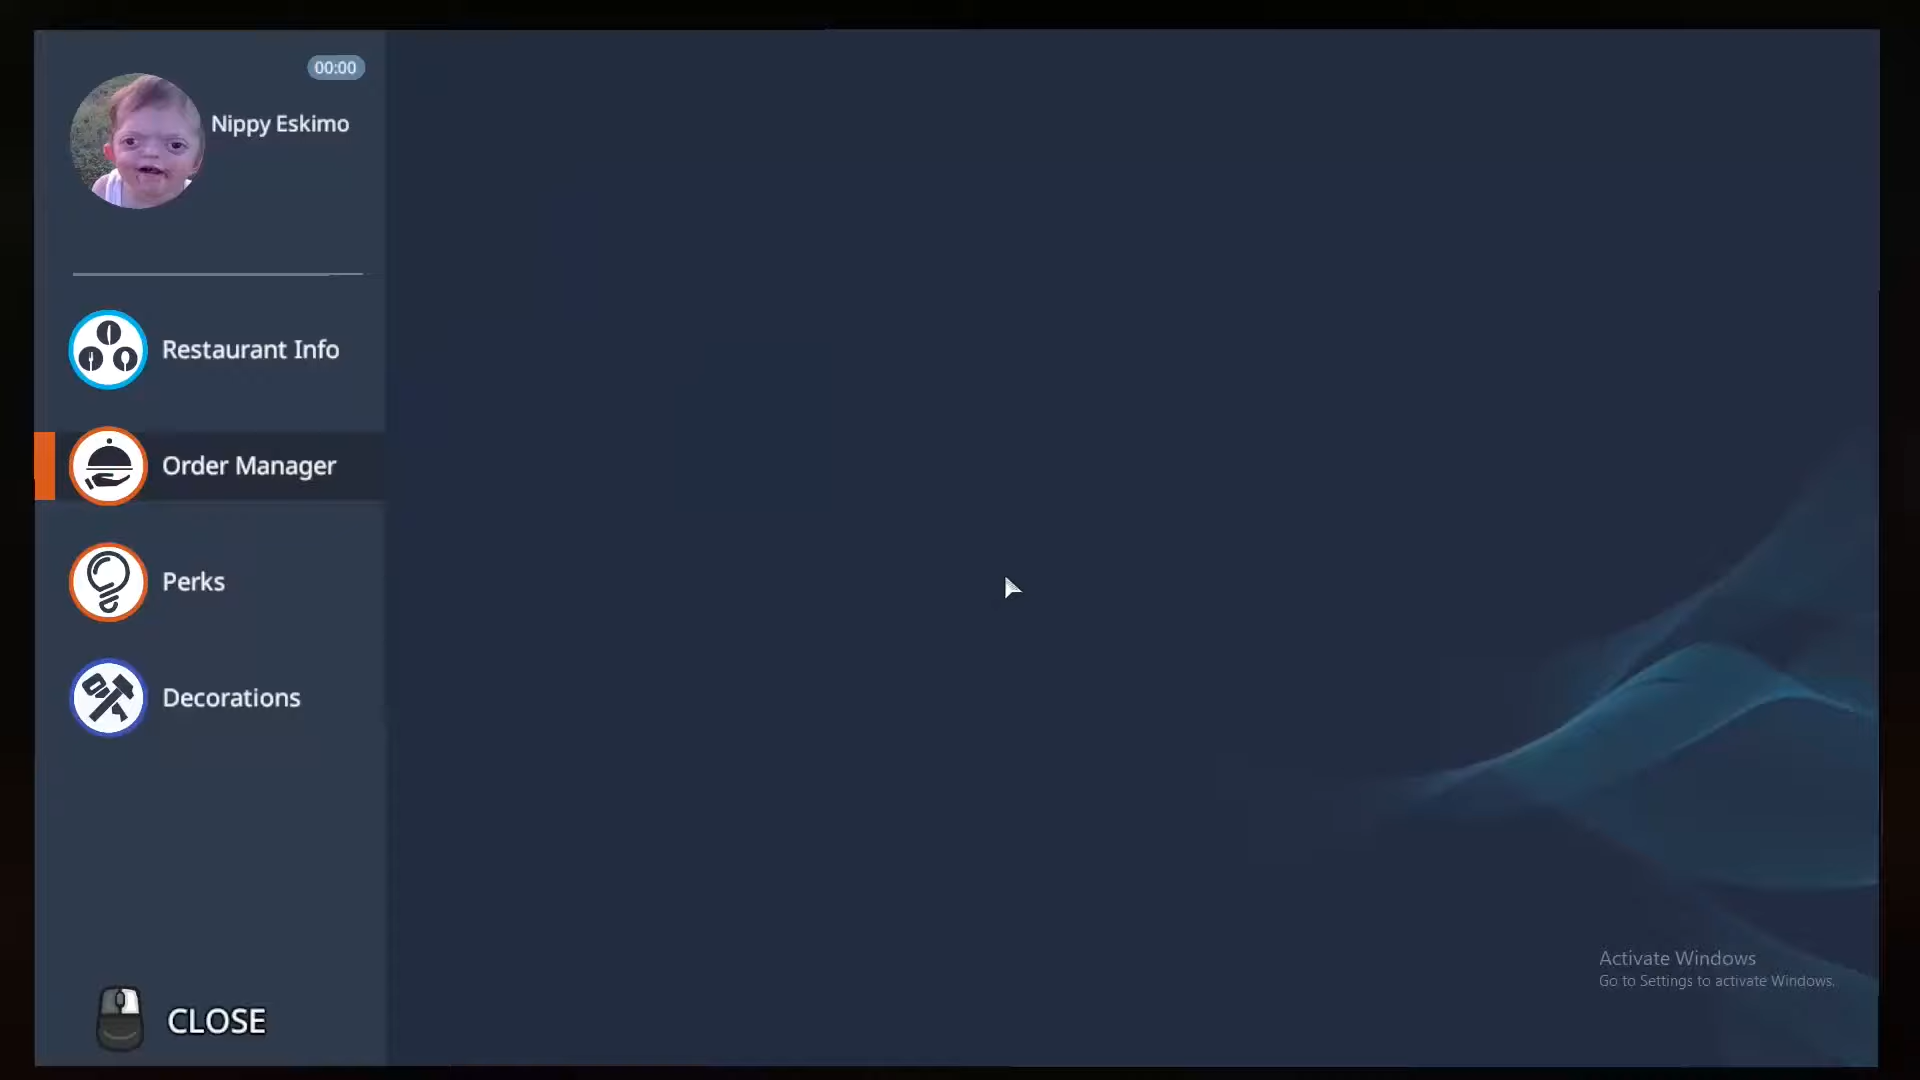 00:00
Nippy Eskimo
Restaurant Info
Order Manager
Perks
Decorations
Activate Windows
Go to Settings to activate Windows.
CLOSE